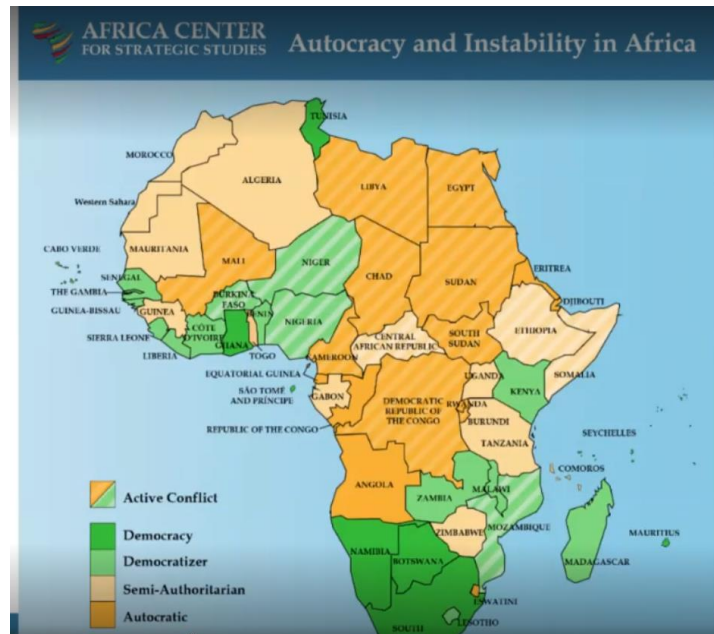 AFRICA CENTER
FOR STRATEGIC STUDIES
Autocracy and Instability in Africa
TUNISIA
MOROCCO
ALGERIA
LIBYA
EGYPT
Western Sahara
CABO VERDE
MAURITANIA
MALI
NIGER
CHAD
SUDAN
ERITREA
SENEGAL
THE GAMBIA
BURKINA
FASO
DJIBOUTI
GUINEA-BISSAU
GUINEA
BENIN
NIGERIA
CÔTE
D'IVOIRE
SIERRA LEONE
GHANA
CENTRAL
AFRICAN REPUBLIC
SOUTH
SUDAN
ETHIOPIA
LIBERIA
TOGO
CAMEROON
EQUATORIAL GUINEA
UGANDA
SOMALIA
SÃO TOMÉ
AND PRÍNCIPE
GABON
DEMOCRATIC
REPUBLIC OF
THE CONGO
RWANDA
KENYA
REPUBLIC OF THE CONGO
BURUNDI
SEYCHELLES
TANZANIA
COMOROS
ANGOLA
MALAWI
ZAMBIA
MOZAMBIQUE
ZIMBABWE
MAURITIUS
NAMIBIA
BOTSWANA
MADAGASCAR
ESWATINI
LESOTHO
SOUTH
Active Conflict
Democracy
Democratizer
Semi-Authoritarian
Autocratic